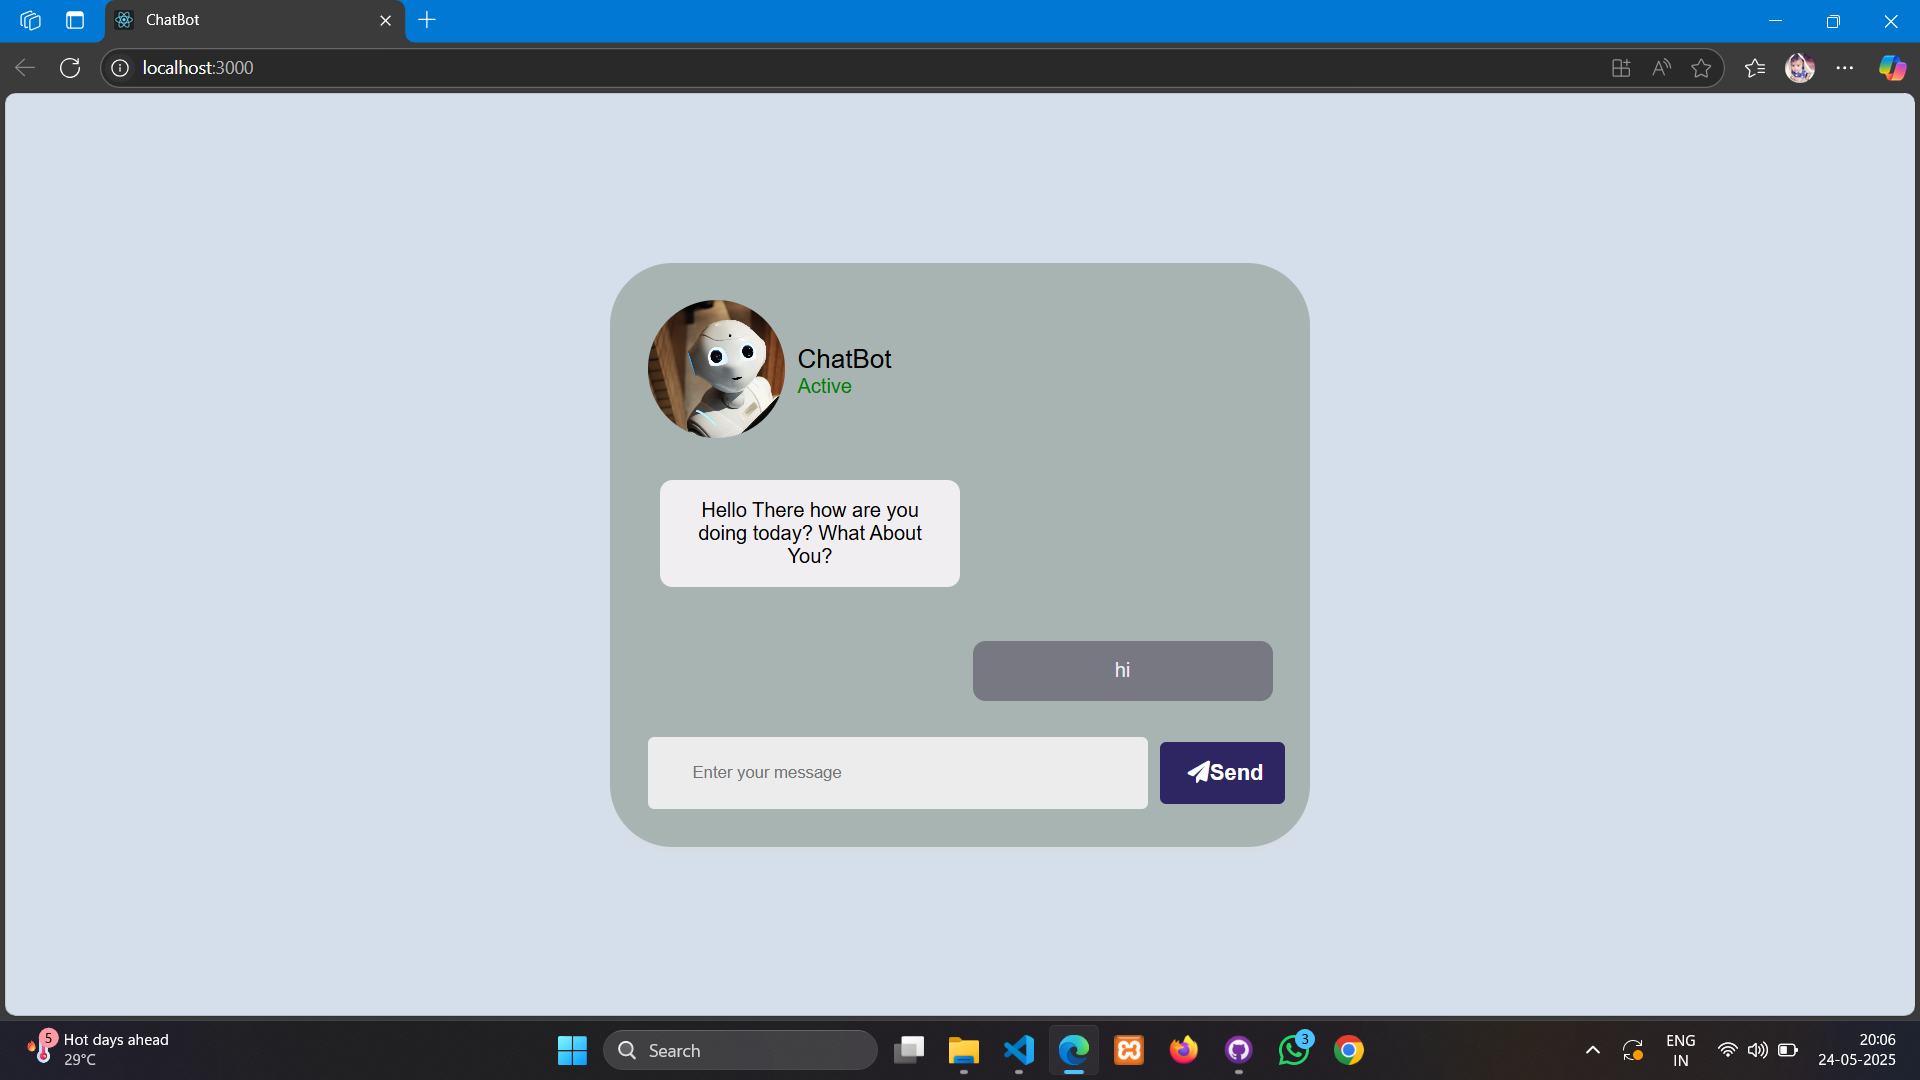 ChatBot
localhost:3000
ChatBot
Active
Hello There how are you
doing today? What About
You?
hi
Enter your message
Send
5
Hot days ahead
29°C
Search
3
ENG
IN
20:06
24-05-2025